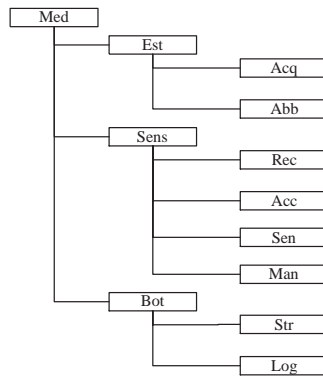 Med
Est
Acq
Abb
Sens
Rec
Acc
Sen
Man
Bot
Str
Log